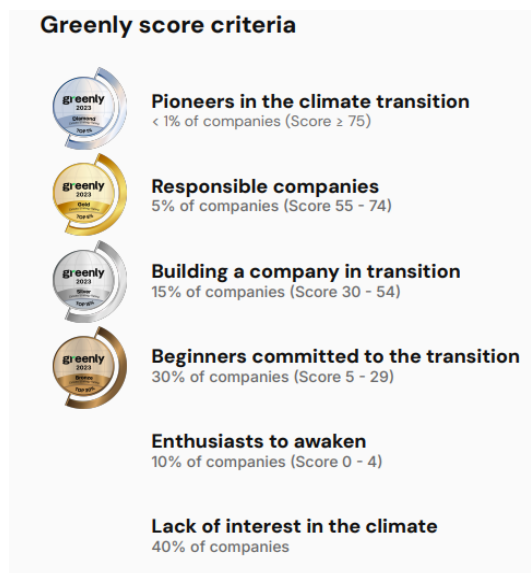 Greenly score criteria
greenly
2023
Diamond
TOP 1%
Pioneers in the climate transition
< 1% of companies (Score ≥ 75)
greenly
2023
Gold
Responsible companies
5% of companies (Score 55 - 74)
greenly
2023
Silver
Building a company in transition
15% of companies (Score 30 - 54)
greenly
2023
Bronze
Beginners committed to the transition
30% of companies (Score 5 - 29)
Enthusiasts to awaken
10% of companies (Score 0 - 4)
Lack of interest in the climate
40% of companies